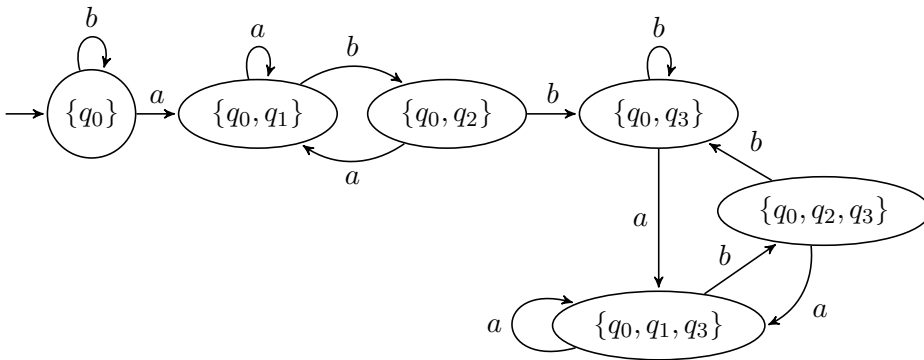 b
a
b
b
{q₀}
a
{q₀, q₁}
{q₀, q₂}
b
{q₀, q₃}
a
b
{q₀, q₂, q₃}
a
b
a
a
{q₀, q₁, q₃}